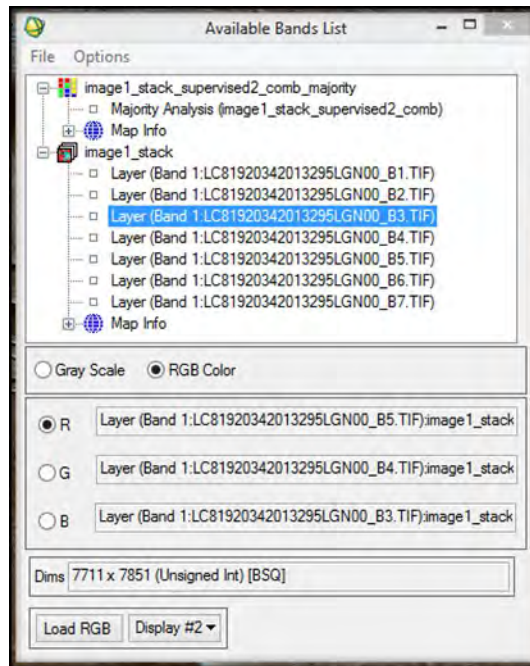 Available Bands List
File Options
image1_stack_supervised2_comb_majority
Majority Analysis (image1_stack_supervised2_comb)
Map Info
image1_stack
Layer (Band 1:LC81920342013295LGN00_B1.TIF)
Layer (Band 1:LC81920342013295LGN00_B2.TIF)
Layer (Band 1:LC81920342013295LGN00_B3.TIF)
Layer (Band 1:LC81920342013295LGN00_B4.TIF)
Layer (Band 1:LC81920342013295LGN00_B5.TIF)
Layer (Band 1:LC81920342013295LGN00_B6.TIF)
Layer (Band 1:LC81920342013295LGN00_B7.TIF)
Map Info
Gray Scale RGB Color
R Layer (Band 1:LC81920342013295LGN00_B5.TIF):image1_stack
G Layer (Band 1:LC81920342013295LGN00_B4.TIF):image1_stack
B Layer (Band 1:LC81920342013295LGN00_B3.TIF):image1_stack
Dims 7711 x 7851 (Unsigned Int) [BSQ]
Load RGB Display #2